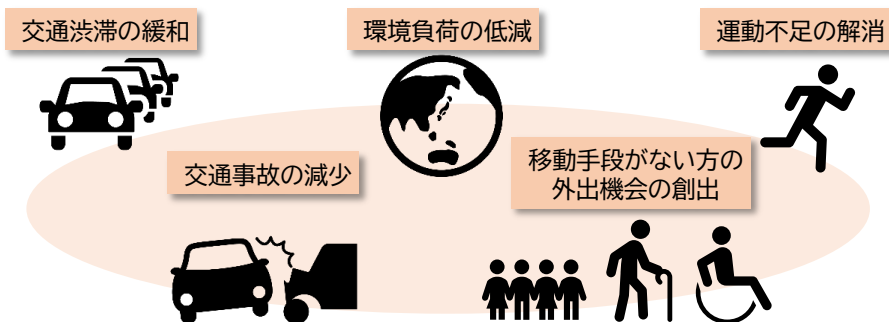 交通渋滞の緩和
環境負荷の低減
運動不足の解消
交通事故の減少
移動手段がない方の
外出機会の創出